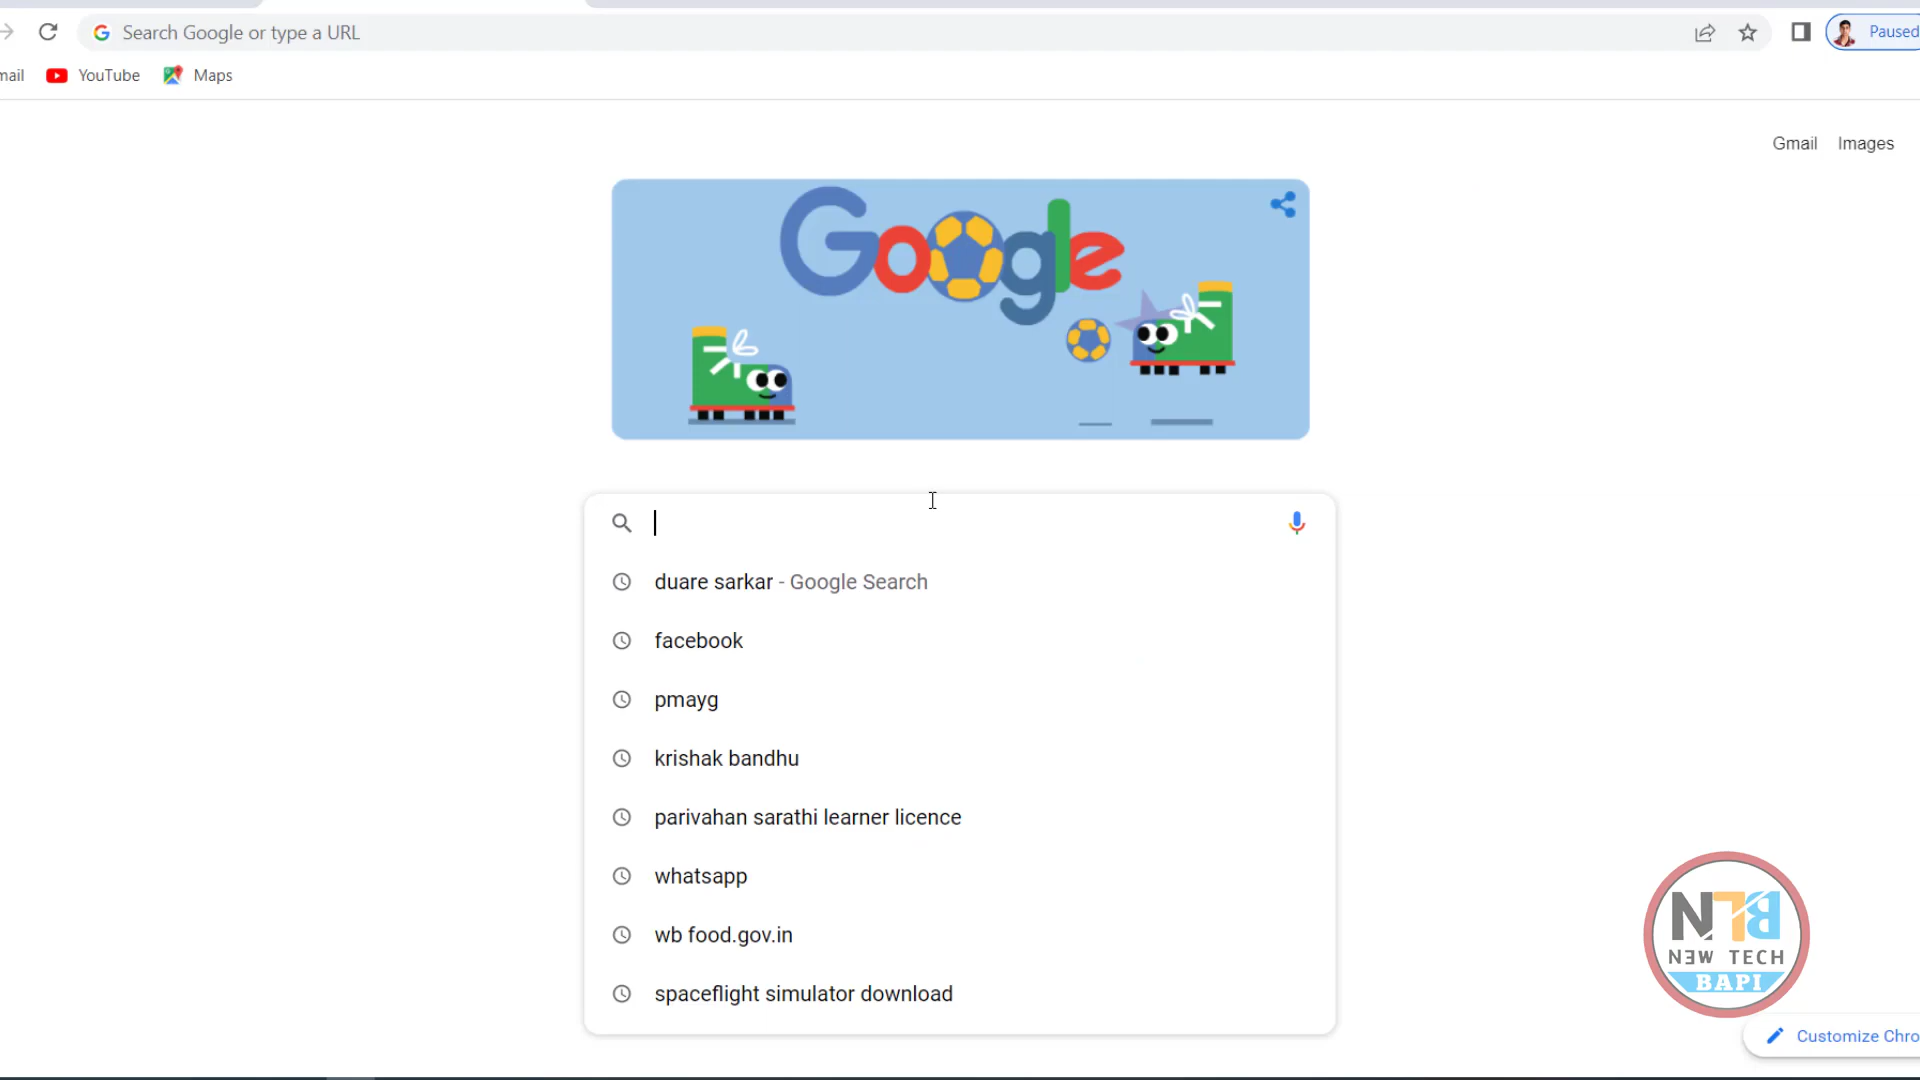 Search Google or type a URL
Paused
mail
YouTube
Maps
Gmail
Images
Google
duare sarkar - Google Search
facebook
pmayg
krishak bandhu
parivahan sarathi learner licence
whatsapp
wb food.gov.in
spaceflight simulator download
NTB
NEW TECH
BAPI
Customize Chro